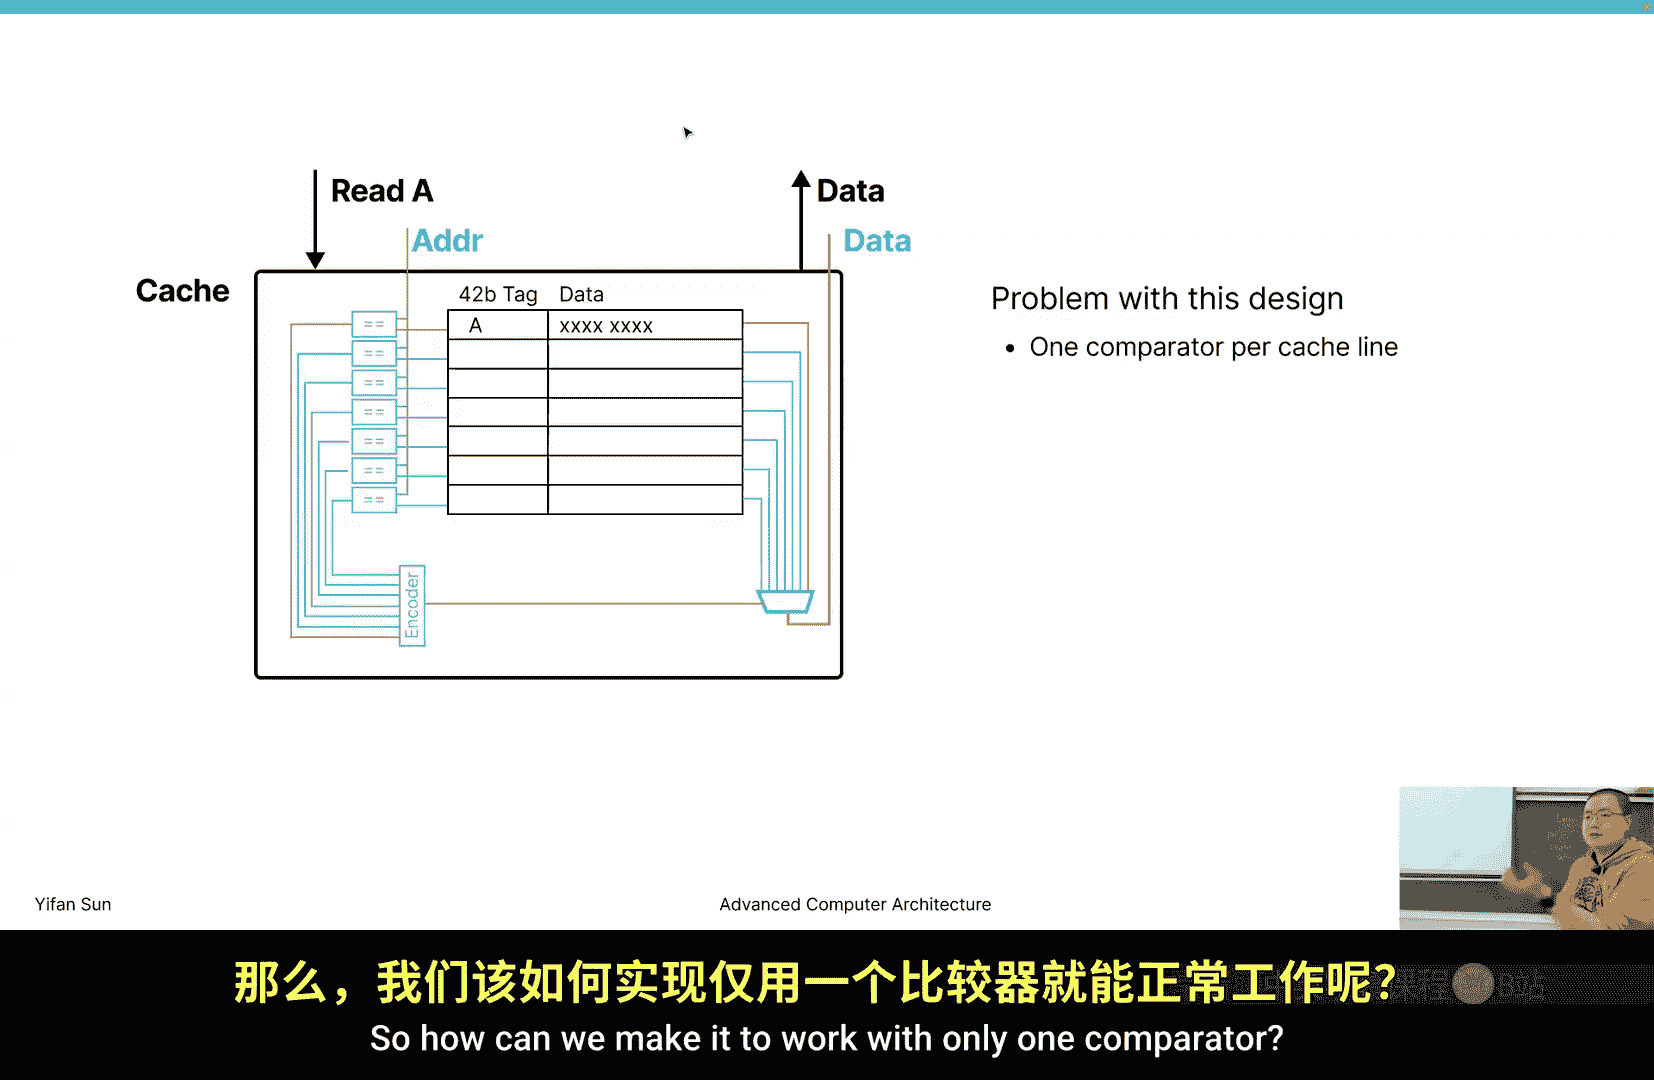 Read A
Data
Addr
Data
Cache
42b Tag Data
A xxxx xxxx
==
==
==
==
==
==
==
Encoder
Problem with this design
• One comparator per cache line
Yifan Sun
Advanced Computer Architecture
那么，我们该如何实现仅用一个比较器就能正常工作呢？
So how can we make it to work with only one comparator?